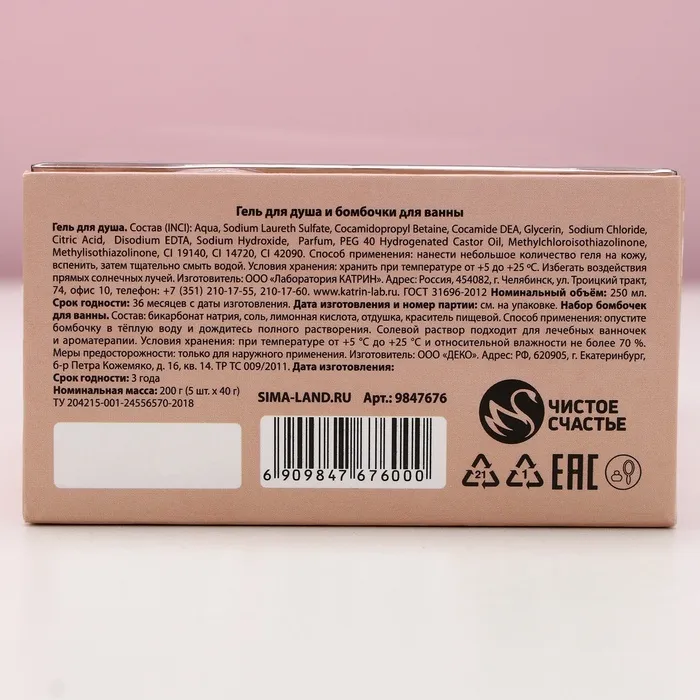 Гель для душа и бомбочки для ванны
Гель для душа. Состав (INCI): Aqua, Sodium Laureth Sulfate, Cocamidopropyl Betaine, Cocamide DEA, Glycerin, Sodium Chloride,
Citric Acid, Disodium EDTA, Sodium Hydroxide, Parfum, PEG 40 Hydrogenated Castor Oil, Methylchloroisothiazolinone,
Methylisothiazolinone, CI 19140, CI 14720, CI 42090. Способ применения: нанести небольшое количество геля на кожу,
вспенить, затем тщательно смыть водой. Условия хранения: хранить при температуре от +5 до +25 ºС. Избегать воздействия
прямых солнечных лучей. Изготовитель: ООО «Лаборатория КАТРИН». Адрес: Россия, 454082, г. Челябинск, ул. Троицкий тракт,
74, офис 10, телефон: +7 (351) 210-17-55, 210-17-60. www.katrin-lab.ru ГОСТ 31696-2012 Номинальный объём: 250 мл.
Срок годности: 36 месяцев с даты изготовления. Дата изготовления и номер партии: см. на упаковке. Набор бомбочек
для ванны. Состав: бикарбонат натрия, соль, лимонная кислота, отдушка, краситель пищевой. Способ применения: опустите
бомбочку в тёплую воду и дождитесь полного растворения. Солевой раствор подходит для лечебных ванночек
и ароматерапии. Условия хранения: при температуре от +5 °С до +25 °С и относительной влажности не более 70 %.
Меры предосторожности: только для наружного применения. Изготовитель: ООО «ДЕКО». Адрес: РФ, 620905, г. Екатеринбург,
б-р Петра Кожемяко, д. 16, кв. 14. ТР ТС 009/2011. Дата изготовления:
Срок годности: 3 года
Номинальная масса: 200 г (5 шт. х 40 г)
ТУ 204215-001-24556570-2018
SIMA-LAND.RU Арт.: 9847676
6 909847 676000
ЧИСТОЕ
СЧАСТЬЕ
21 1 ЕАС